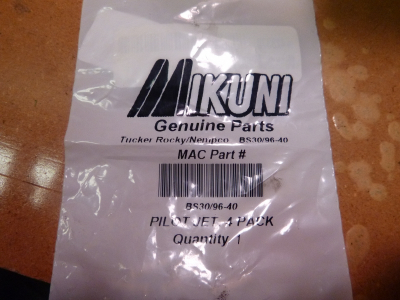 MIKUNI
Genuine Parts
Tucker Rocky/Nempco BS30/96-40
MAC Part #
BS30/96-40
PILOT JET 4 PACK
Quantity 1